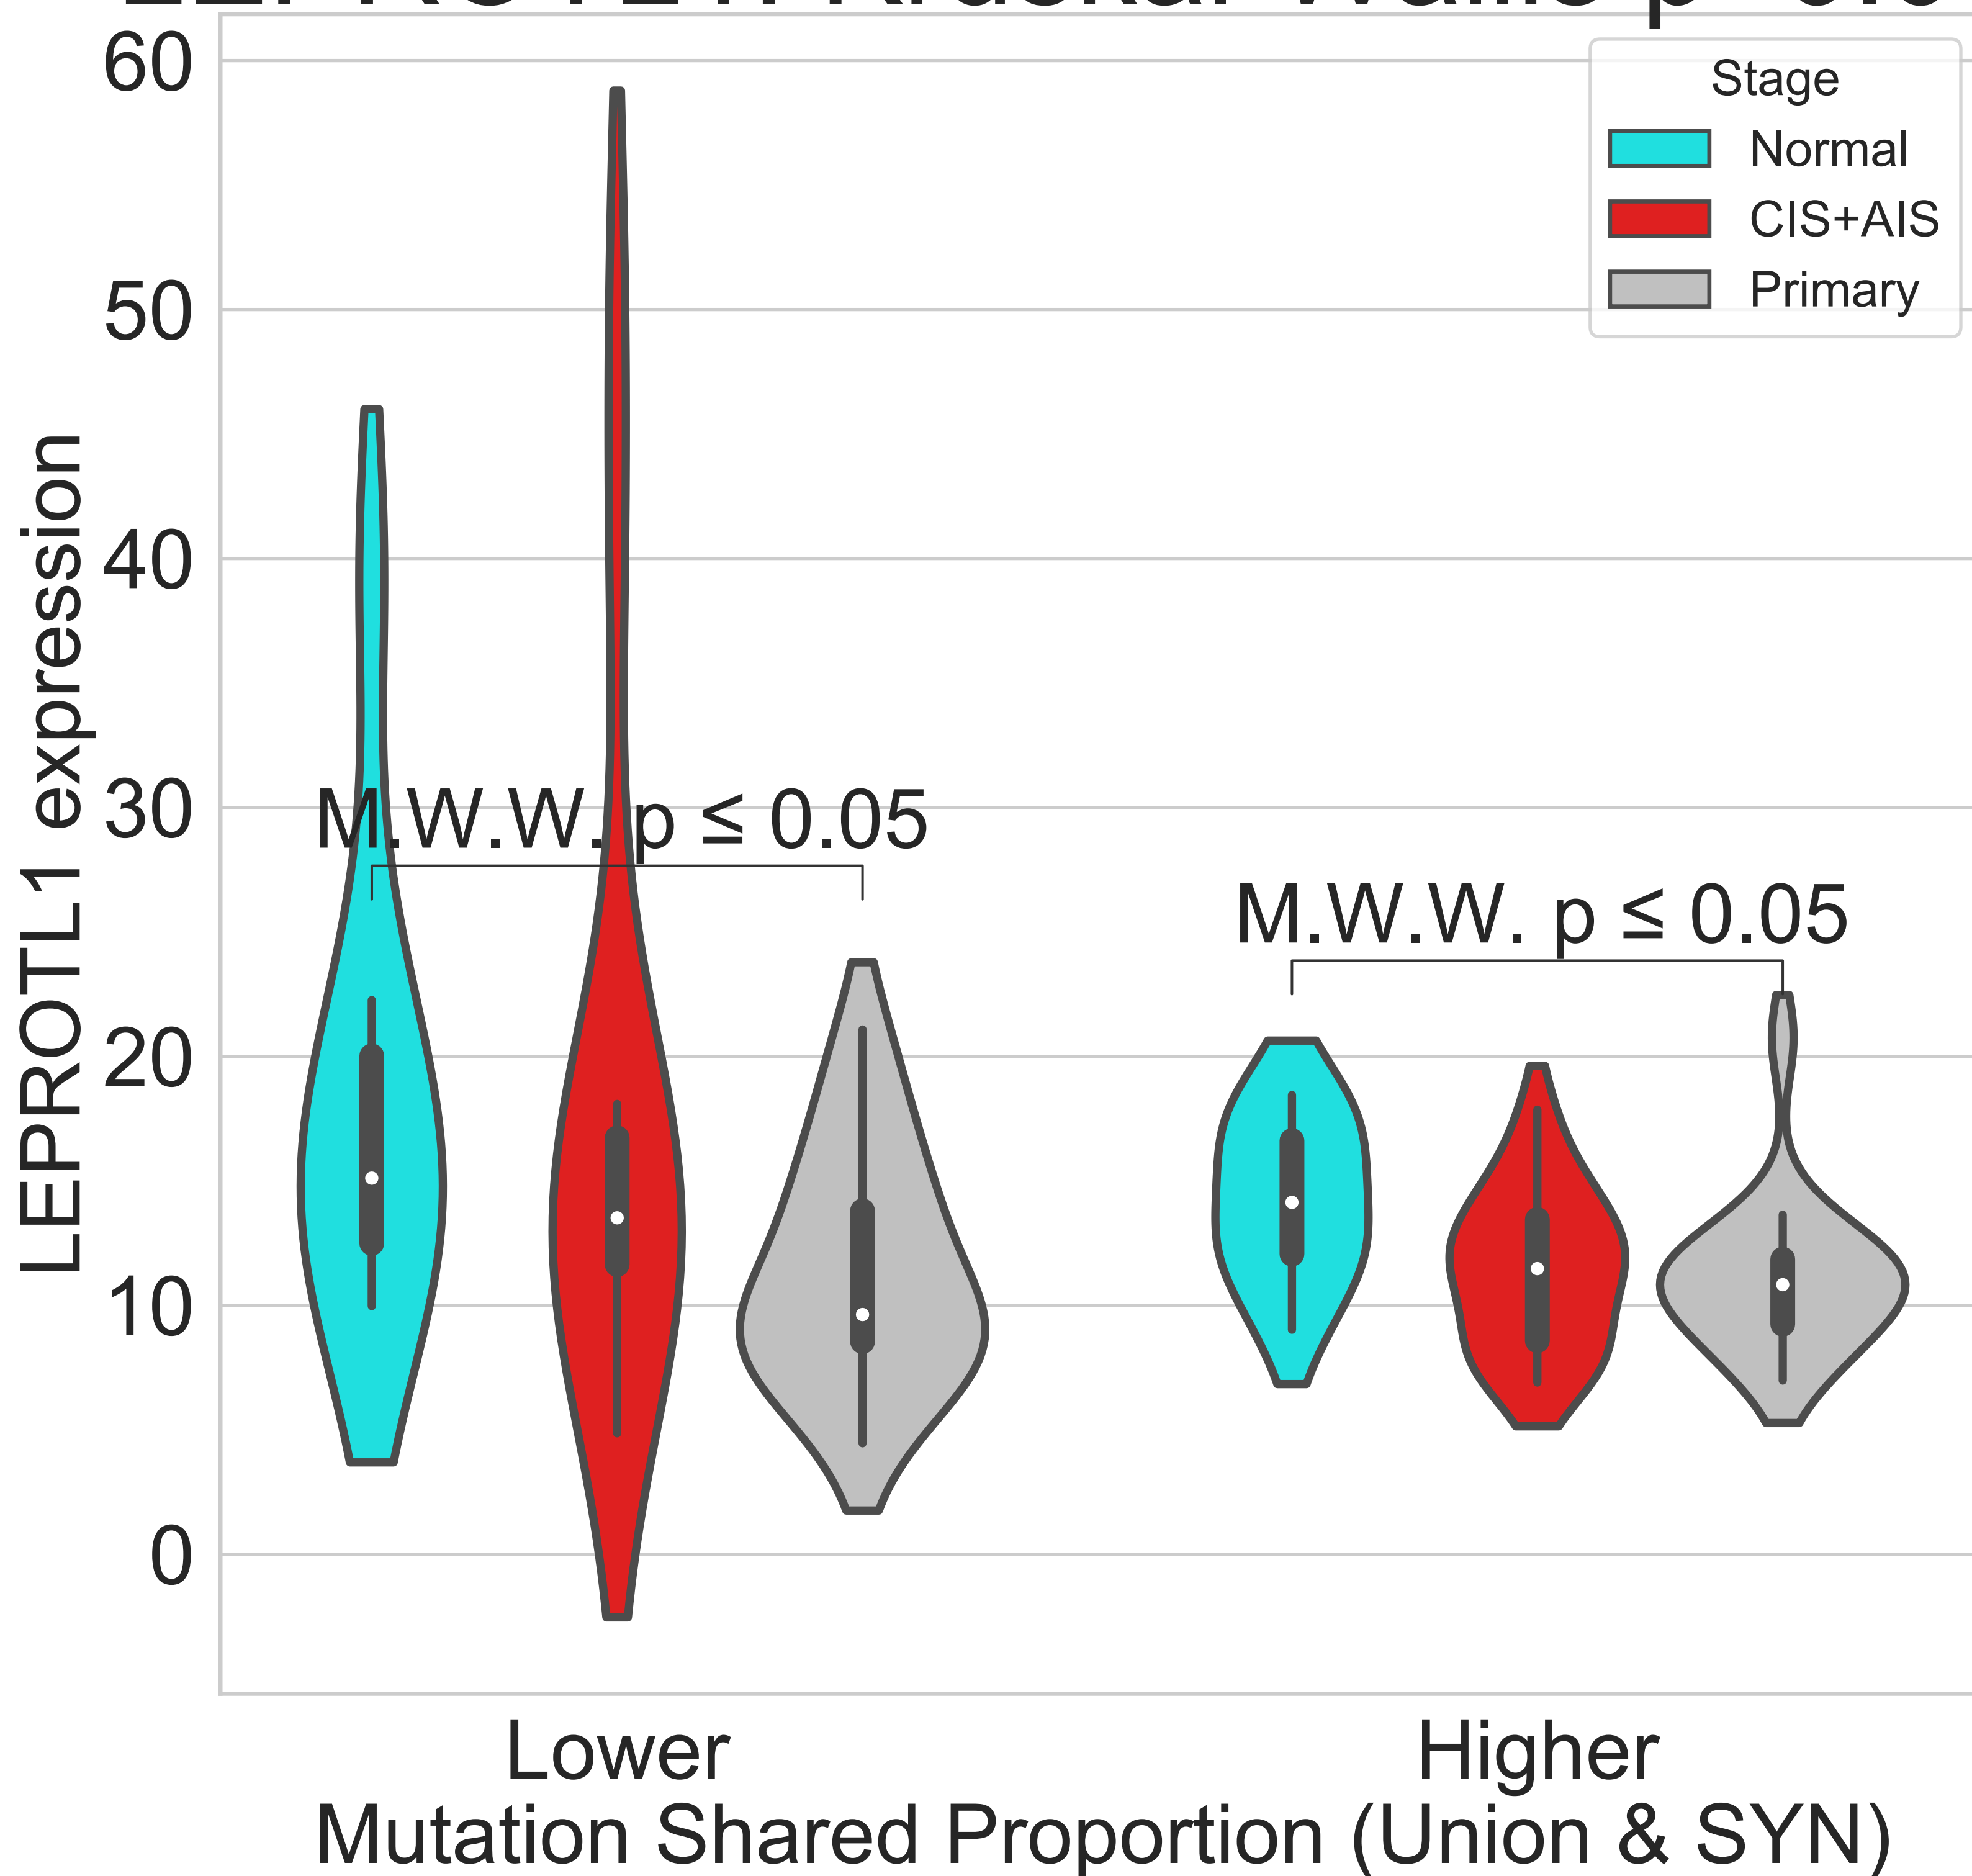 60
Stage
Normal
CIS+AIS
Primary
50
40
30
20
10
0
LEPROTL1 expression
M.W.W. p ≤ 0.05
M.W.W. p ≤ 0.05
Lower
Higher
Mutation Shared Proportion (Union & SYN)